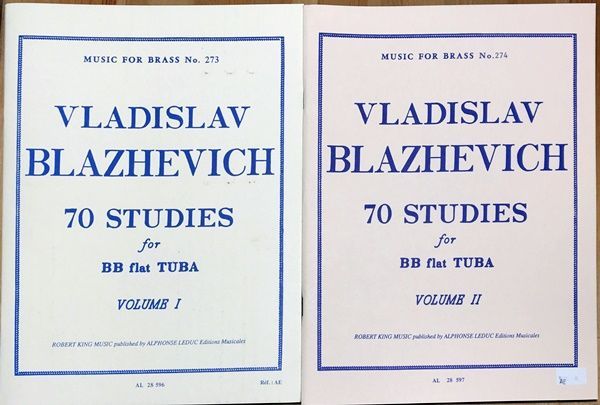 MUSIC FOR BRASS No. 273
VLADISLAV
BLAZHEVICH
70 STUDIES
for
BB flat TUBA
VOLUME I
ROBERT KING MUSIC published by ALPHONSE LEDUC Editions Musicales
AL 28 596
Réf. : AE
MUSIC FOR BRASS No. 274
VLADISLAV
BLAZHEVICH
70 STUDIES
for
BB flat TUBA
VOLUME II
ROBERT KING MUSIC published by ALPHONSE LEDUC Editions Musicales
AL 28 597